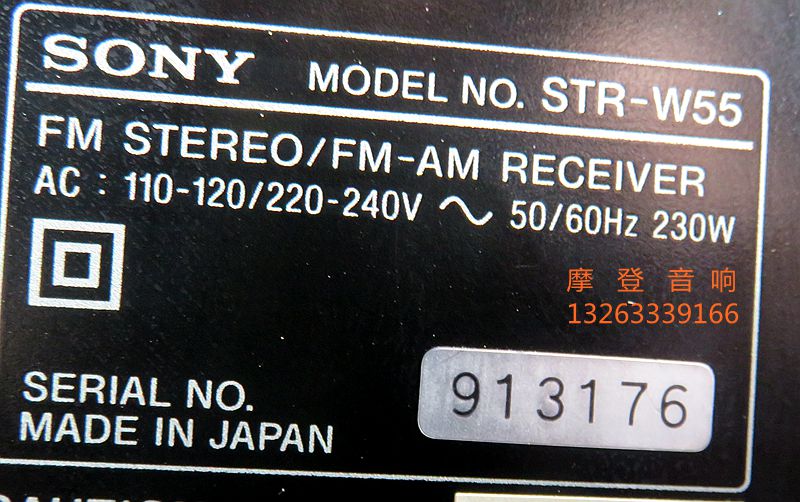 SONY MODEL NO. STR-W55
FM STEREO/FM-AM RECEIVER
AC : 110-120/220-240V ～ 50/60Hz 230W
摩登音响
13263339166
SERIAL NO. 913176
MADE IN JAPAN
CAUTION